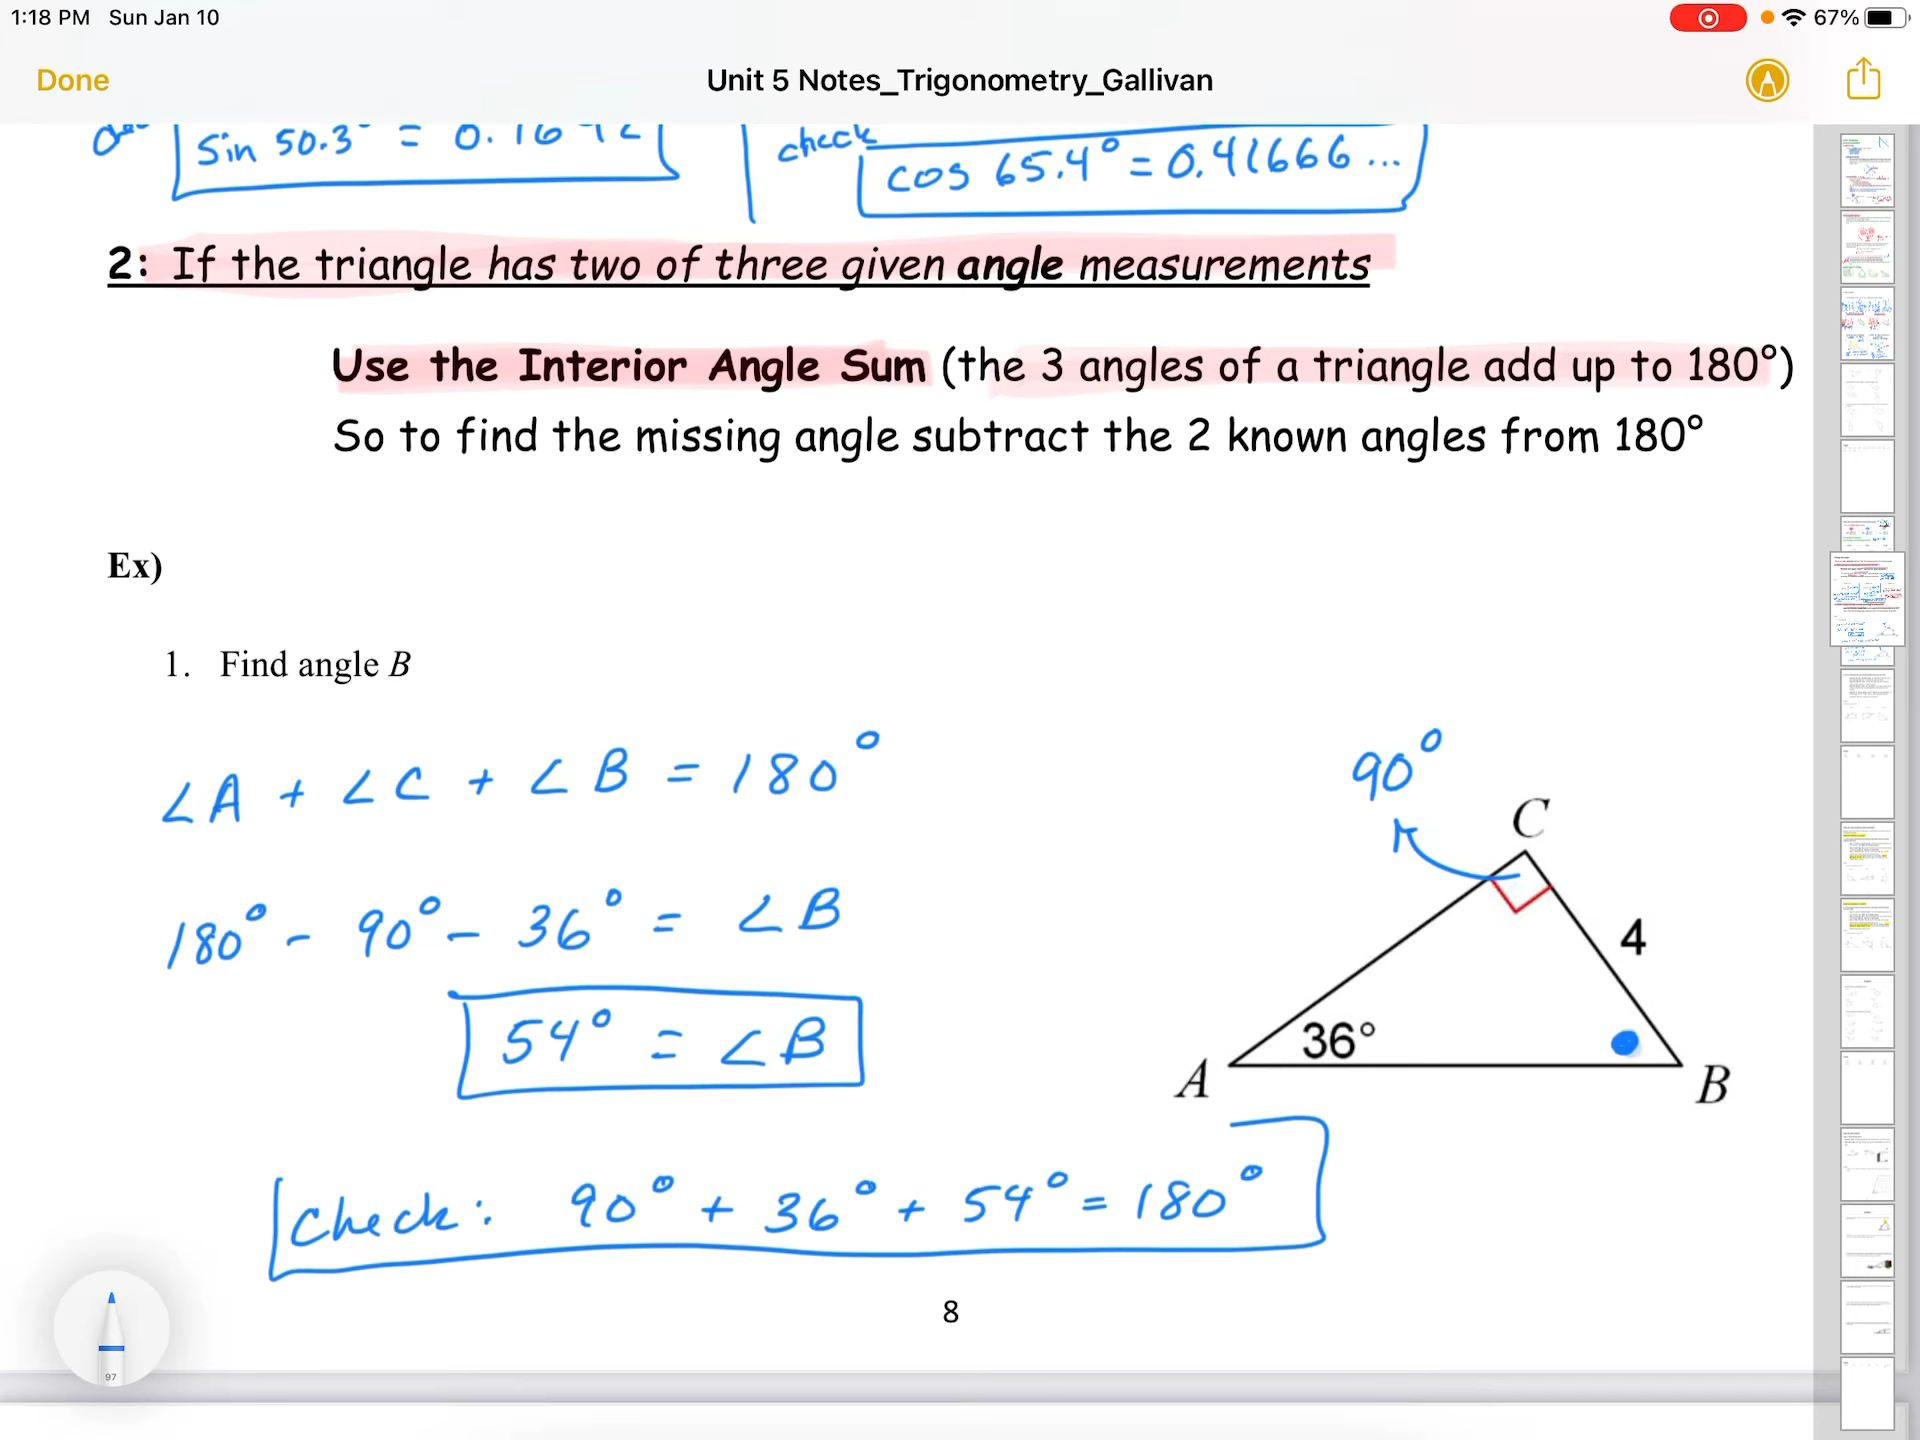 1:18 PM Sun Jan 10
67%
Done
Unit 5 Notes_Trigonometry_Gallivan
Sin 50.3° =
check
cos 65.4° = 0.41666...
2: If the triangle has two of three given angle measurements
Use the Interior Angle Sum (the 3 angles of a triangle add up to 180°)
So to find the missing angle subtract the 2 known angles from 180°
Ex)
1. Find angle B
∠A + ∠C + ∠B = 180°
180° - 90° - 36° = ∠B
54° = ∠B
Check: 90° + 36° + 54° = 180°
90°
C
4
36°
A
B
8
97